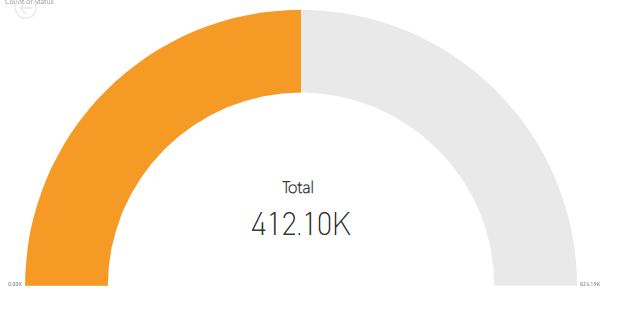 Count of Status
Total
412.10K
0.00K
824.19K